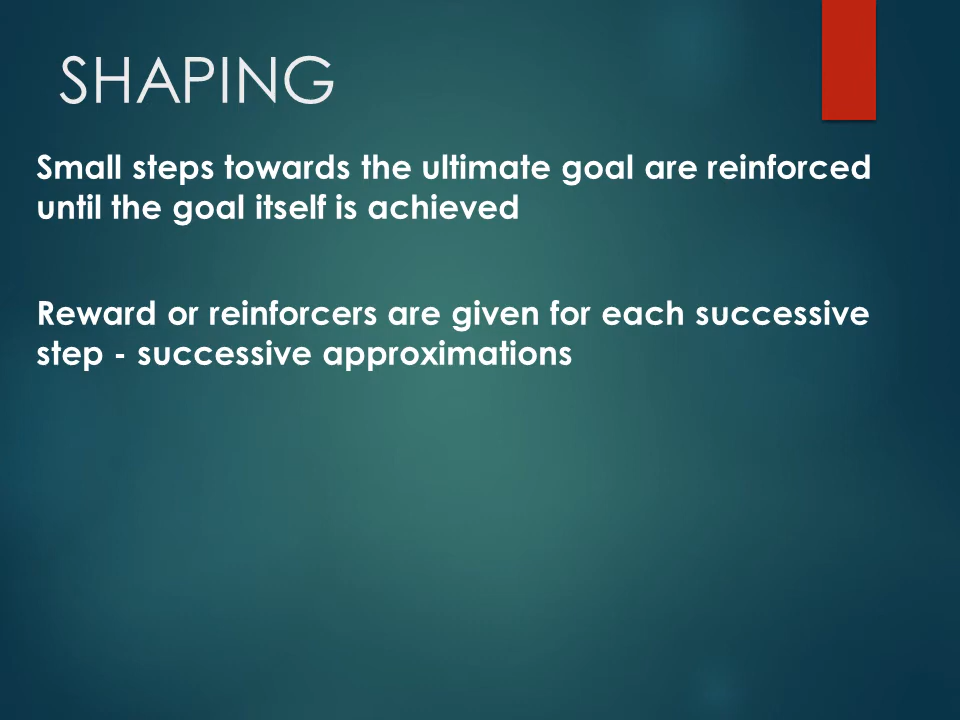 SHAPING
Small steps towards the ultimate goal are reinforced
until the goal itself is achieved
Reward or reinforcers are given for each successive
step - successive approximations